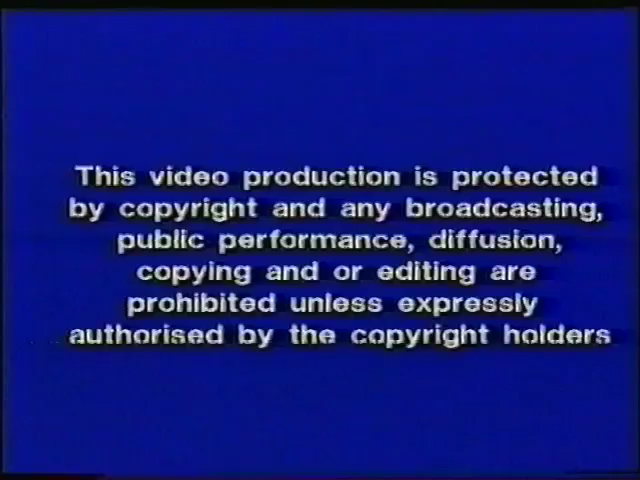 This video production is protected
by copyright and any broadcasting,
public performance, diffusion,
copying and or editing are
prohibited unless expressly
authorised by the copyright holders